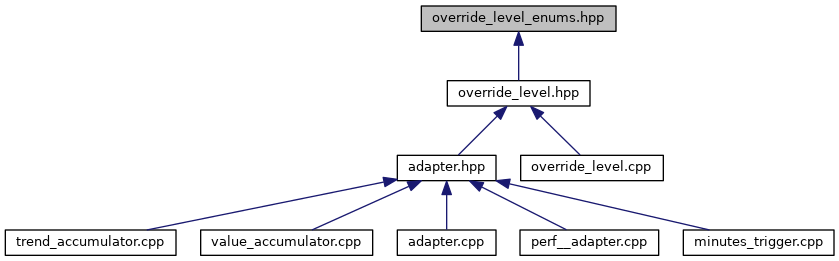 override_level_enums.hpp
override_level.hpp
adapter.hpp
override_level.cpp
trend_accumulator.cpp
value_accumulator.cpp
adapter.cpp
perf__adapter.cpp
minutes_trigger.cpp